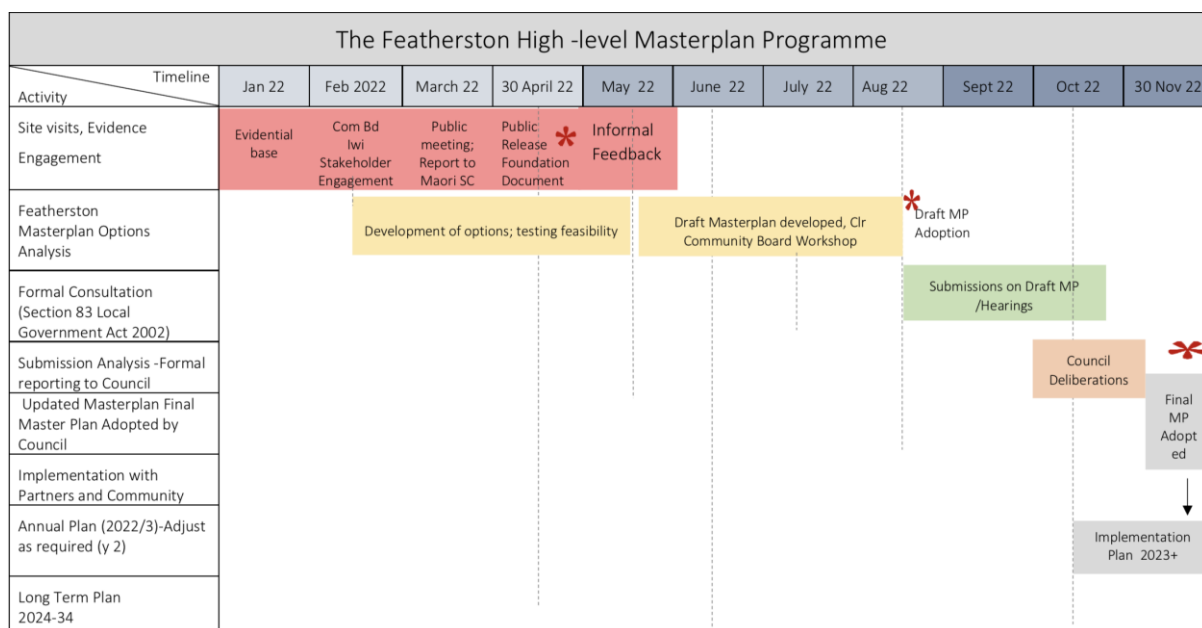 The Featherston High -level Masterplan Programme
Timeline
Activity
Jan 22
Feb 2022
March 22
30 April 22
May 22
June 22
July 22
Aug 22
Sept 22
Oct 22
30 Nov 22
Site visits, Evidence
Engagement
Evidential
base
Com Bd
Iwi
Stakeholder
Engagement
Public
meeting;
Report to
Maori SC
Public
Release
Foundation
Document
*
Informal
Feedback
Featherston
Masterplan Options
Analysis
Development of options; testing feasibility
Draft Masterplan developed, Clr
Community Board Workshop
*
Draft MP
Adoption
Formal Consultation
(Section 83 Local
Government Act 2002)
Submissions on Draft MP
/Hearings
Submission Analysis -Formal
reporting to Council
Council
Deliberations
*
Updated Masterplan Final
Master Plan Adopted by
Council
Final
MP
Adopt
ed
Implementation with
Partners and Community
Annual Plan (2022/3)-Adjust
as required (y 2)
Implementation
Plan 2023+
Long Term Plan
2024-34